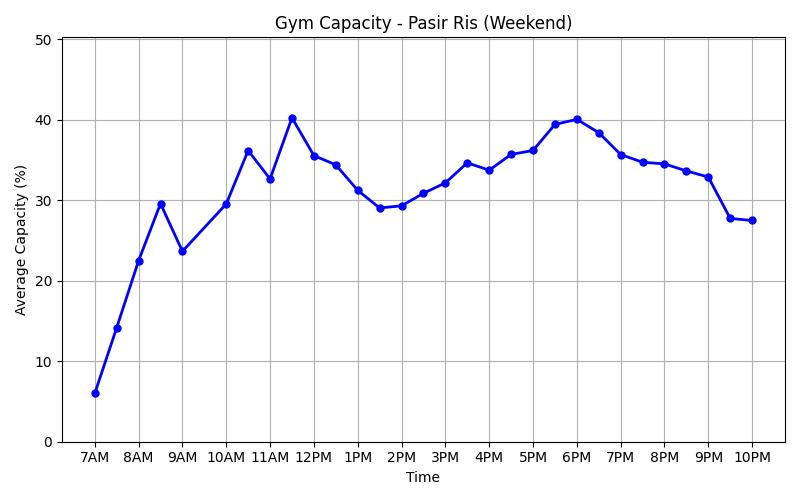 Gym Capacity - Pasir Ris (Weekend)
Average Capacity (%)
50
40
30
20
10
0
7AM 8AM 9AM 10AM 11AM 12PM 1PM 2PM 3PM 4PM 5PM 6PM 7PM 8PM 9PM 10PM
Time